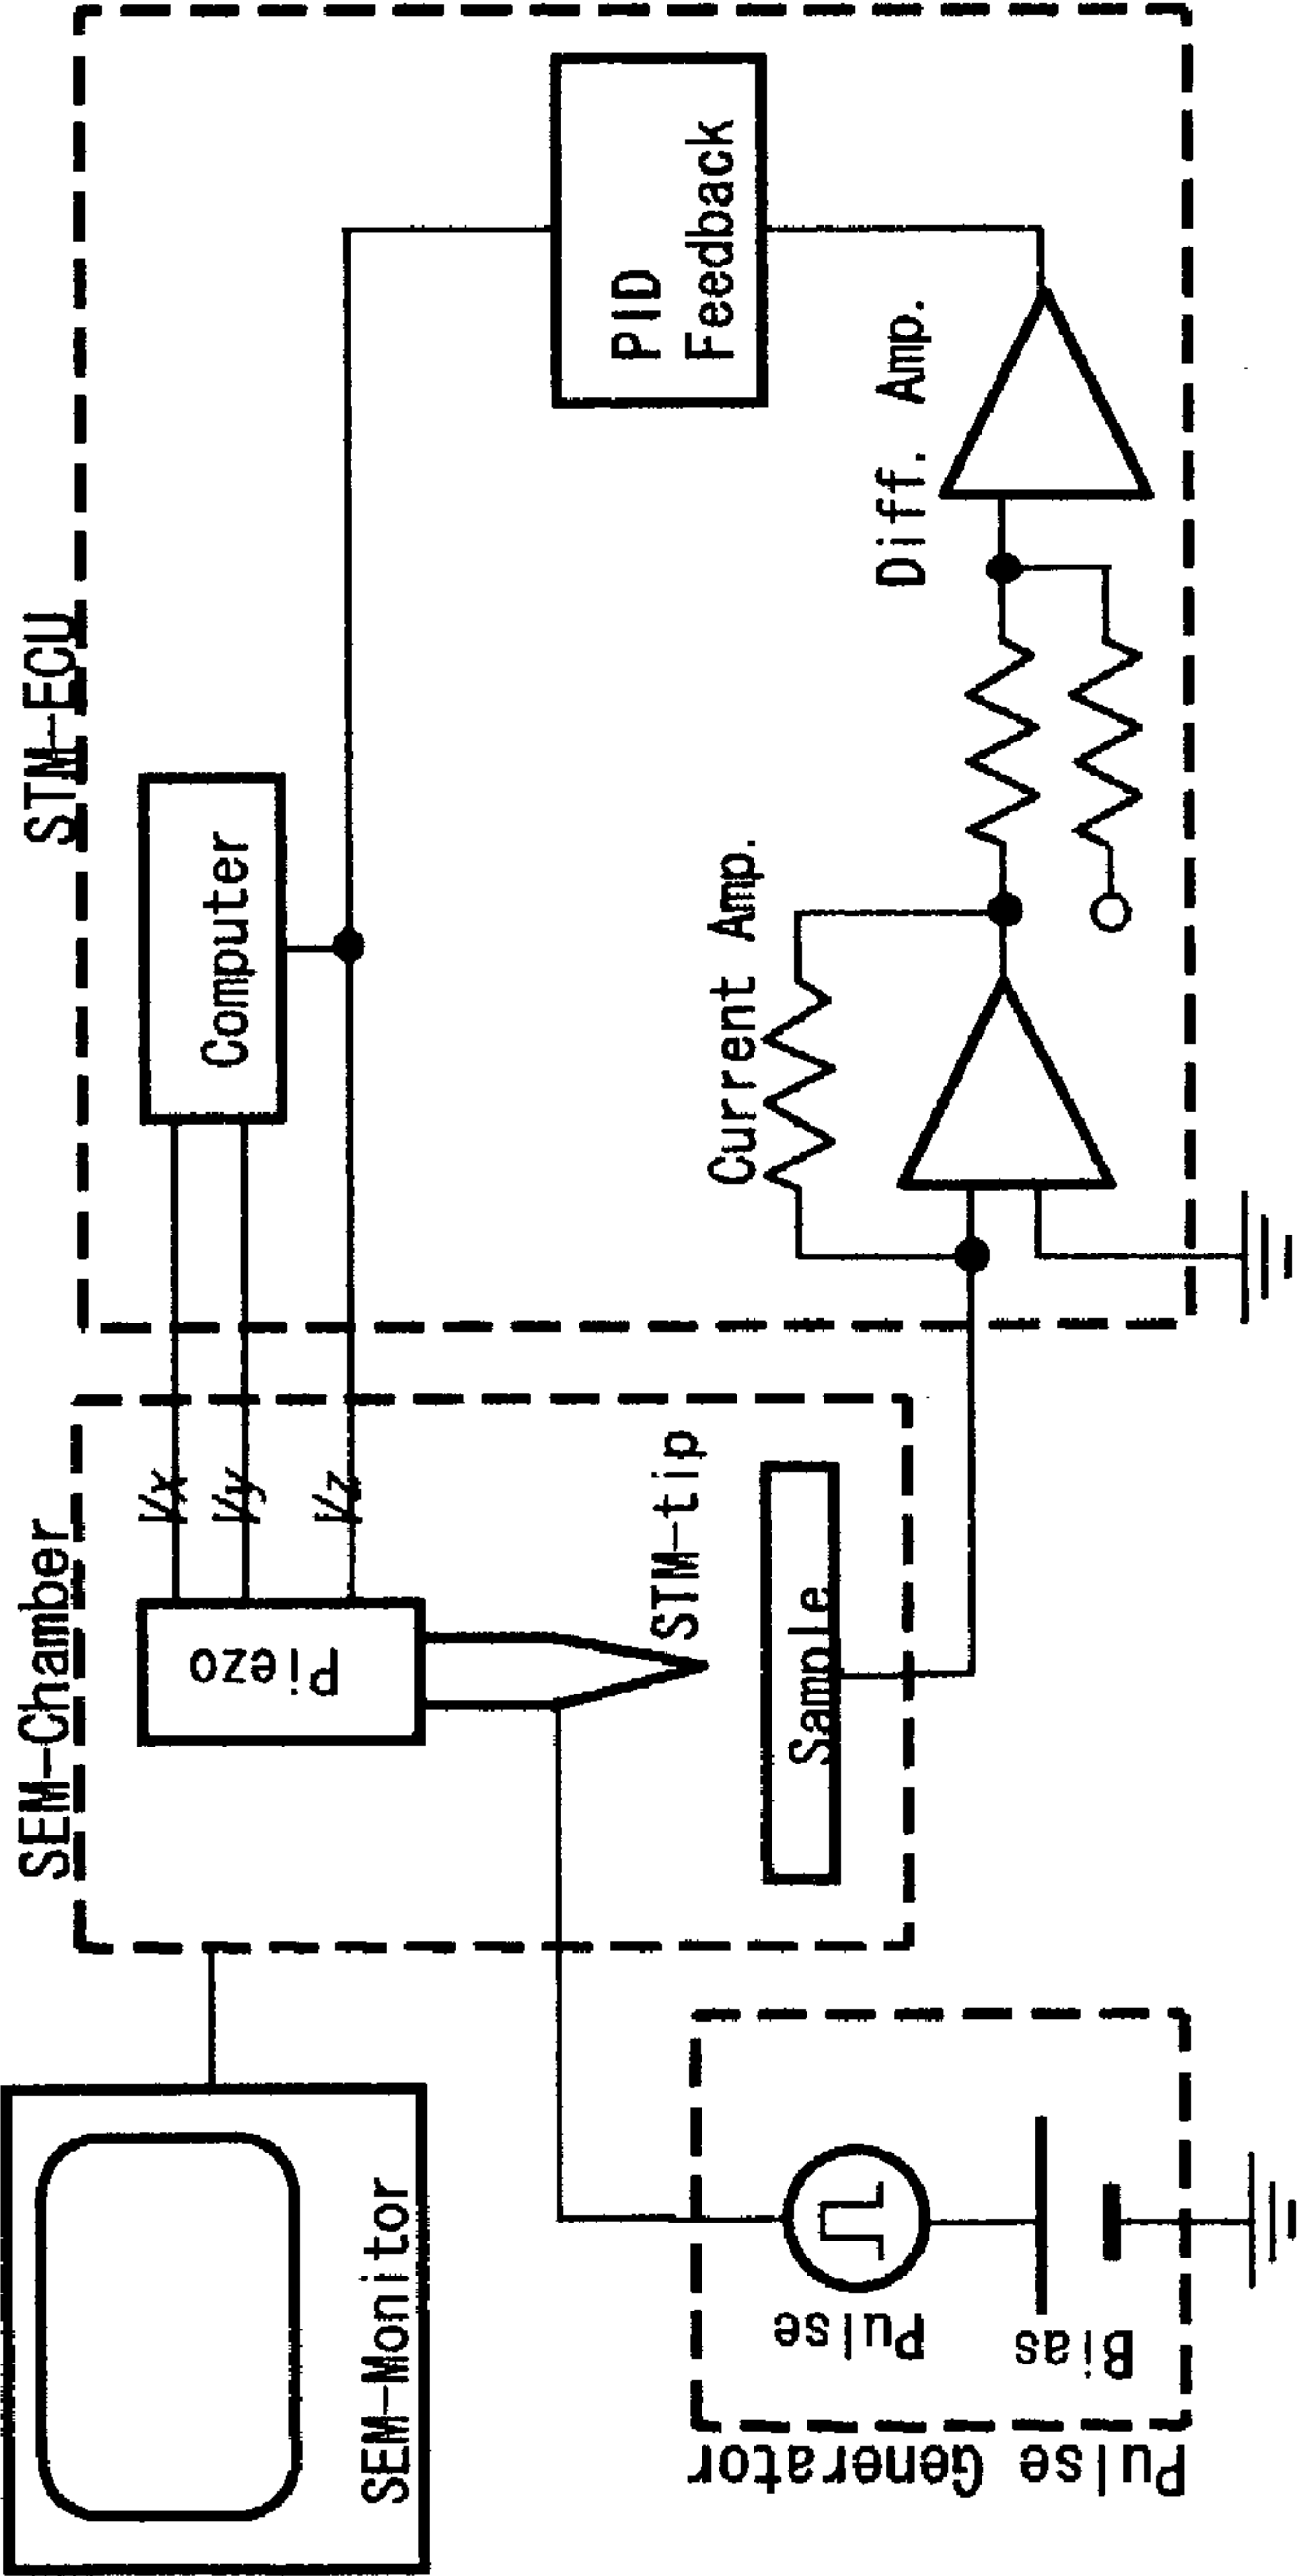 STM-ECU
SEM-Chamber
Computer
PID
Feedback
Vx
Vy
Vz
Piezo
STM-tip
Sample
Current Amp.
Diff. Amp.
SEM-Monitor
Pulse
Bias
Pulse Generator